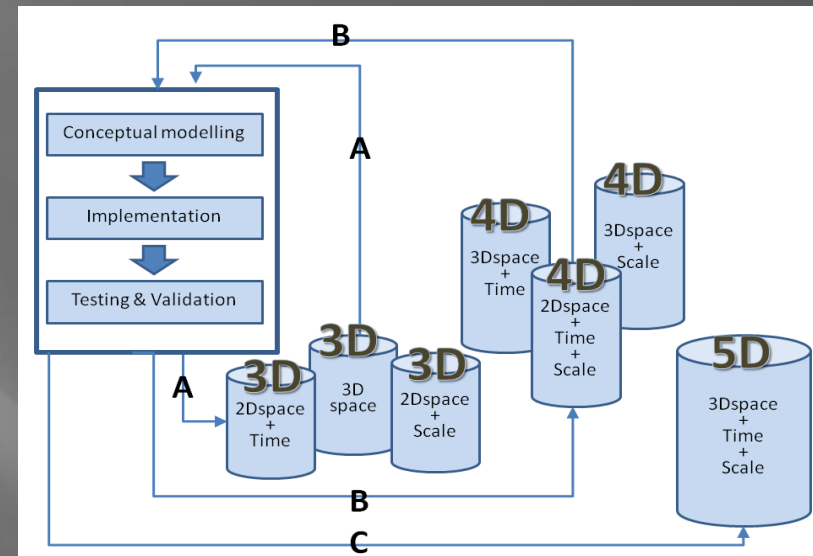 B
A
Conceptual modelling
Implementation
Testing & Validation
A
3D
2Dspace
+
Time
3D
3D
space
3D
2Dspace
+
Scale
4D
3Dspace
+
Time
4D
2Dspace
+
Time
+
Scale
4D
3Dspace
+
Scale
5D
3Dspace
+
Time
+
Scale
B
C